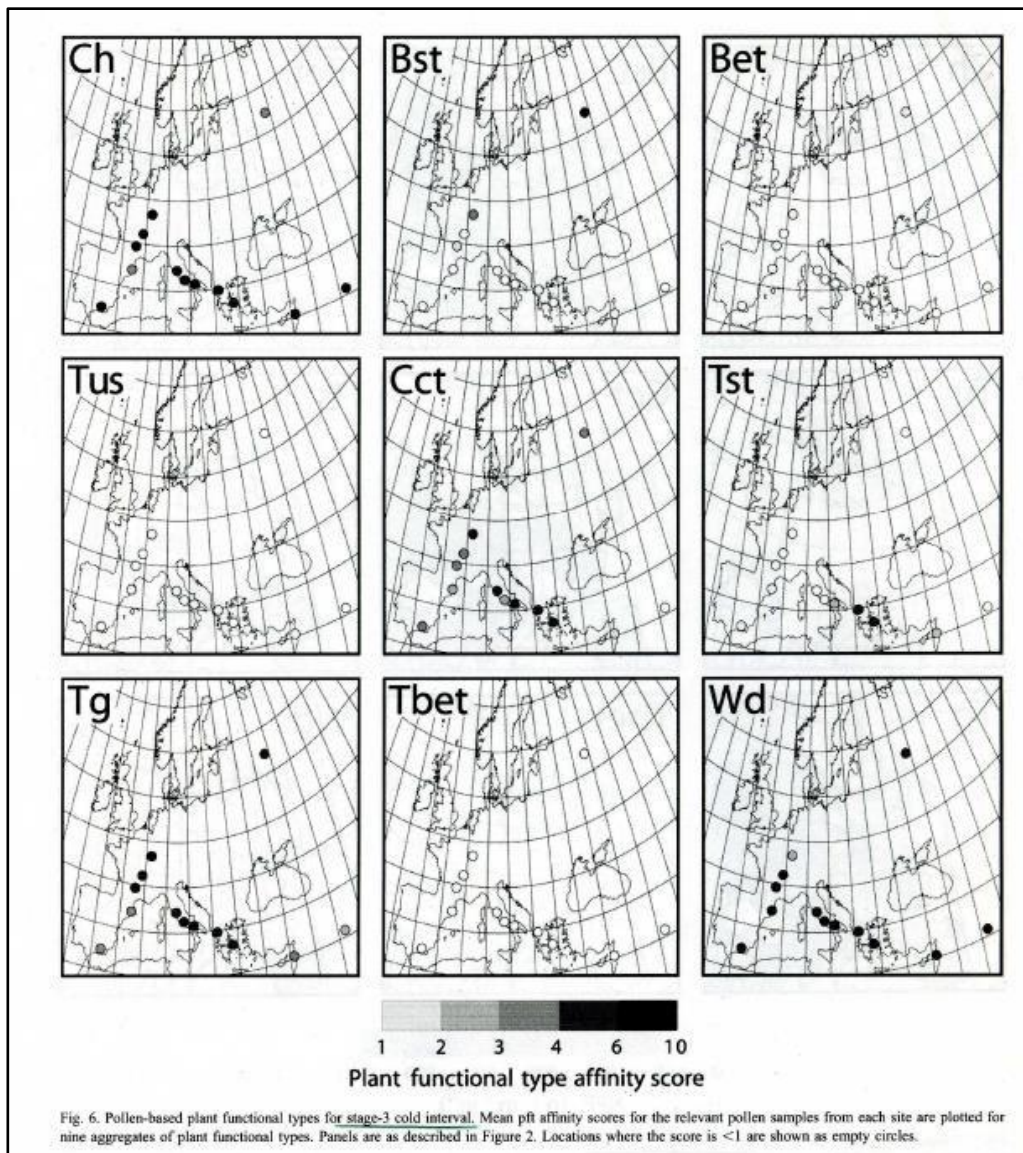 Ch Bst Bet
Tus Cct Tst
Tg Tbet Wd
1 2 3 4 6 10
Plant functional type affinity score
Fig. 6. Pollen-based plant functional types for stage-3 cold interval. Mean pft affinity scores for the relevant pollen samples from each site are plotted for
nine aggregates of plant functional types. Panels are as described in Figure 2. Locations where the score is <1 are shown as empty circles.